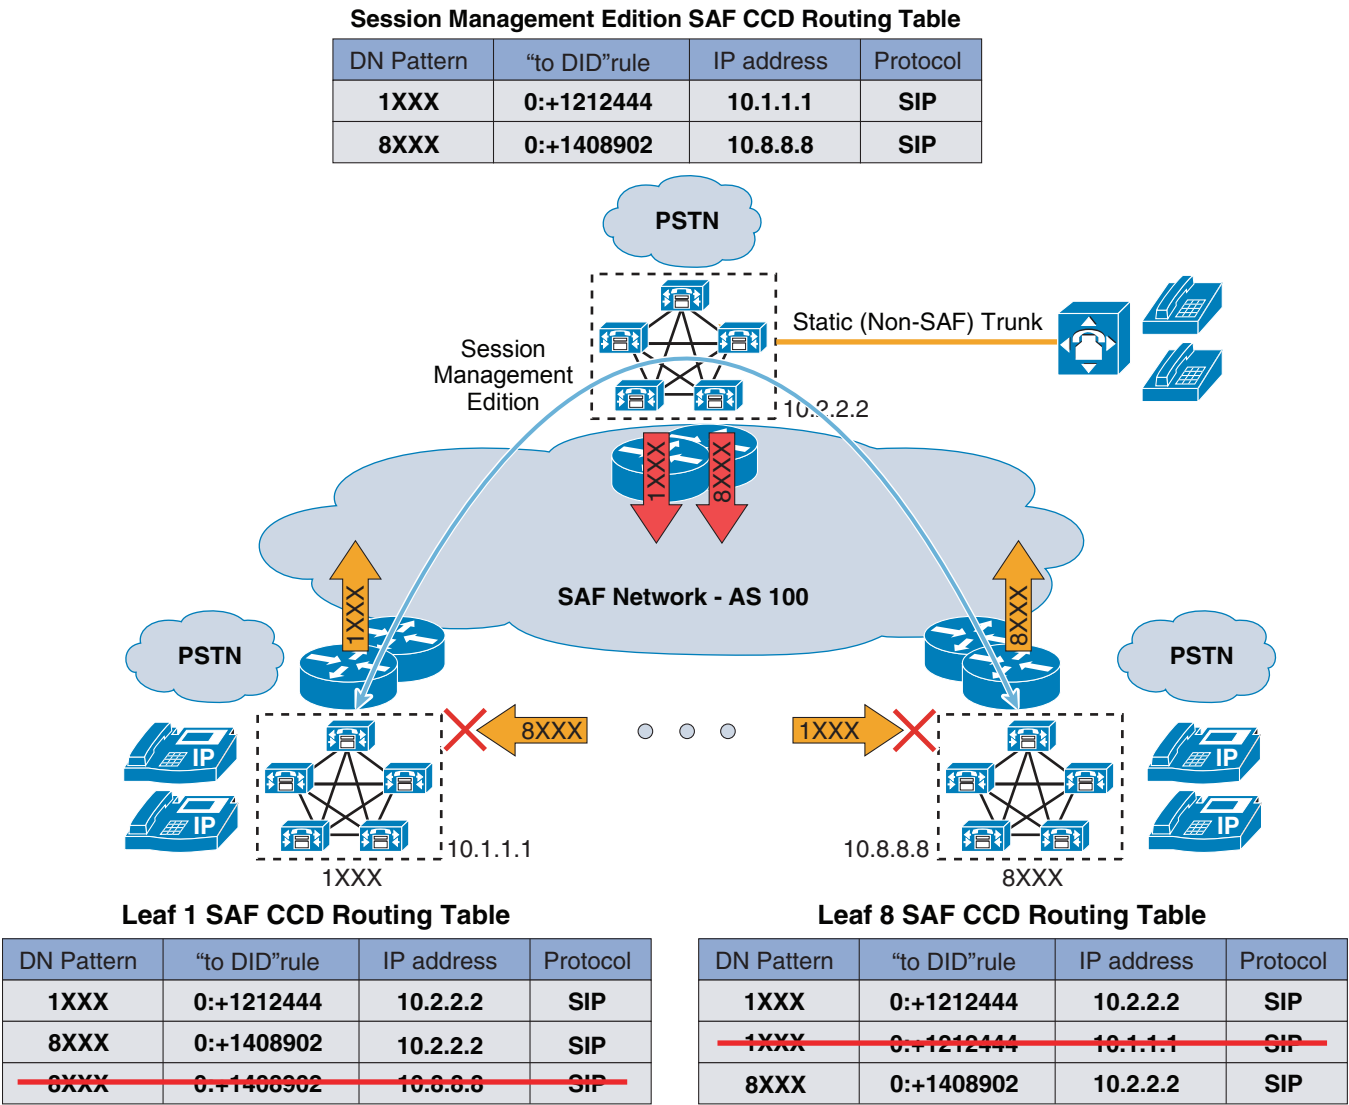 Session Management Edition SAF CCD Routing Table
DN Pattern “to DID”rule IP address Protocol
1XXX 0:+1212444 10.1.1.1 SIP
8XXX 0:+1408902 10.8.8.8 SIP
PSTN
Static (Non-SAF) Trunk
Session
Management
Edition
10.2.2.2
1XXX 8XXX
SAF Network - AS 100
1XXX
8XXX
PSTN
PSTN
8XXX
1XXX
IP
IP
IP
IP
10.1.1.1
10.8.8.8
1XXX
8XXX
Leaf 1 SAF CCD Routing Table
DN Pattern “to DID”rule IP address Protocol
1XXX 0:+1212444 10.2.2.2 SIP
8XXX 0:+1408902 10.2.2.2 SIP
8XXX 0:+1408902 10.8.8.8 SIP
Leaf 8 SAF CCD Routing Table
DN Pattern “to DID”rule IP address Protocol
1XXX 0:+1212444 10.2.2.2 SIP
1XXX 0:+1212444 10.1.1.1 SIP
8XXX 0:+1408902 10.2.2.2 SIP